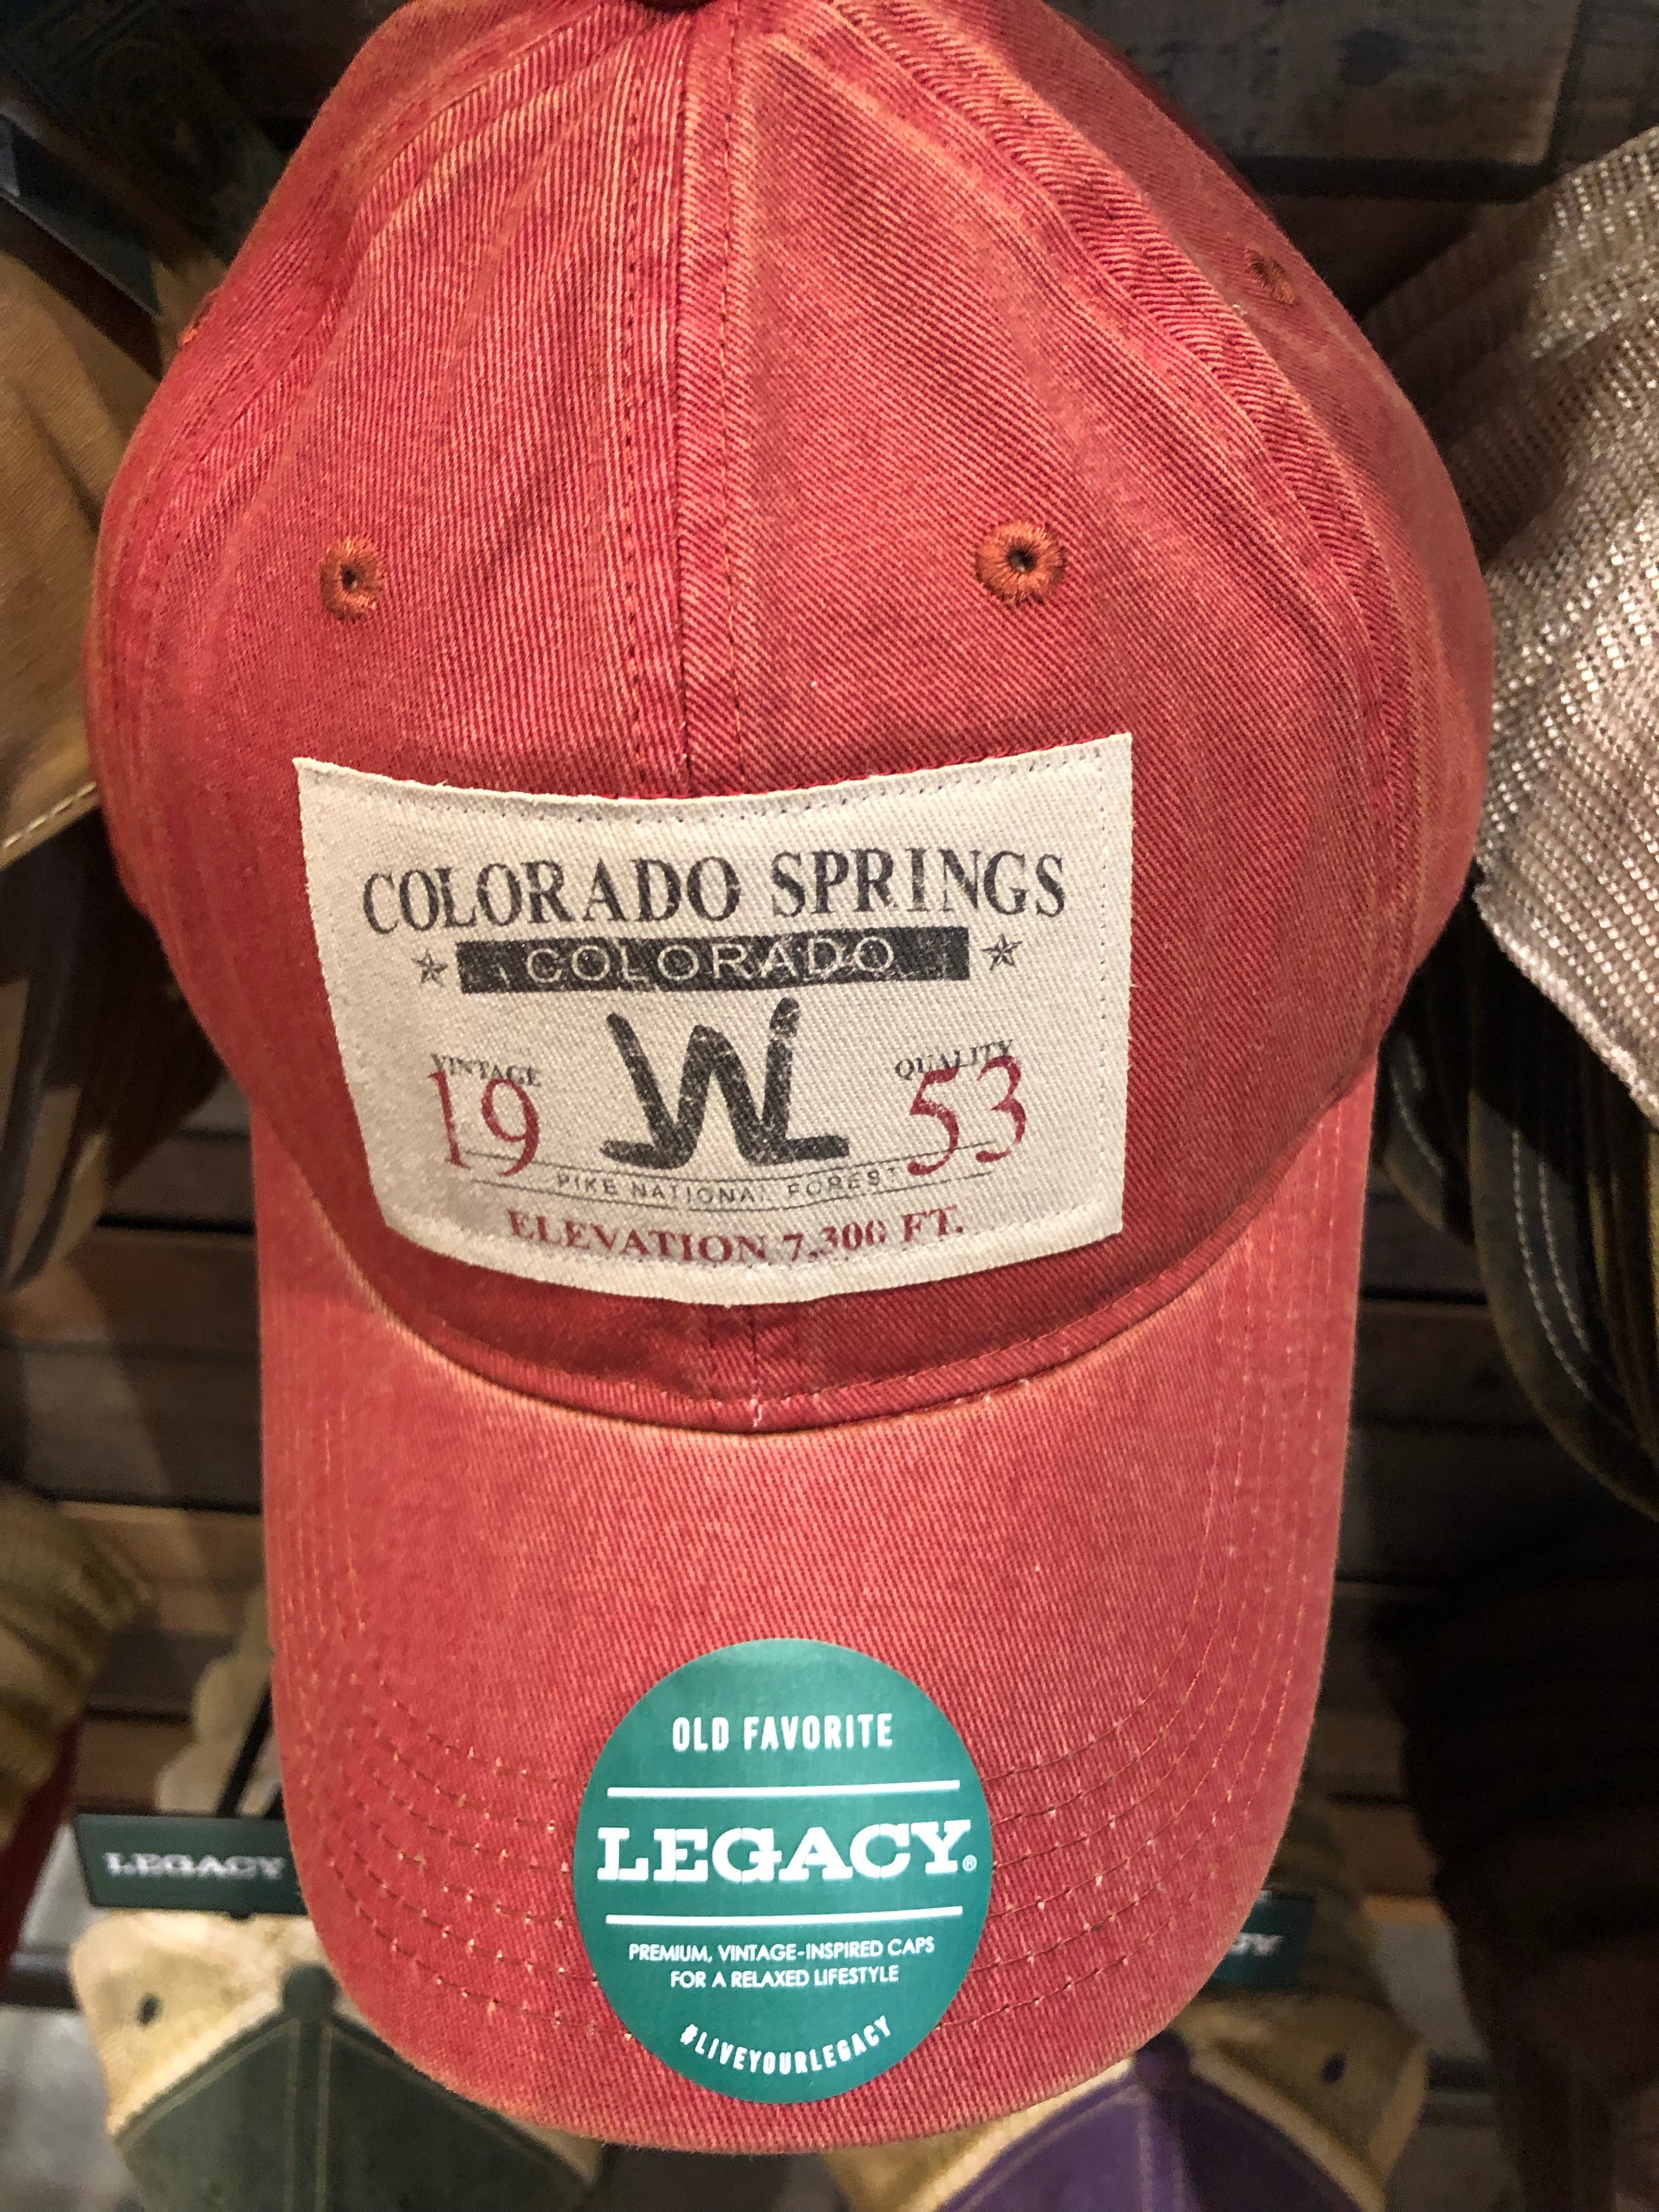 COLORADO SPRINGS
COLORADO
VINTAGE
QUALITY
19
53
PIKE NATIONAL FOREST
ELEVATION 7,300 FT.
OLD FAVORITE
LEGACY®
PREMIUM, VINTAGE-INSPIRED CAPS
FOR A RELAXED LIFESTYLE
#LIVEYOURLEGACY
LEGACY